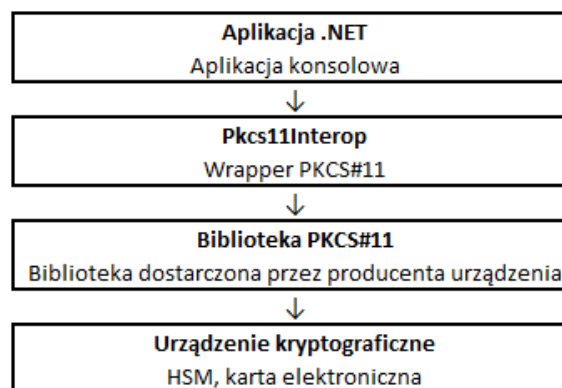 Aplikacja .NET
Aplikacja konsolowa
↓
Pkcs11Interop
Wrapper PKCS#11
↓
Biblioteka PKCS#11
Biblioteka dostarczona przez producenta urządzenia
↓
Urządzenie kryptograficzne
HSM, karta elektroniczna